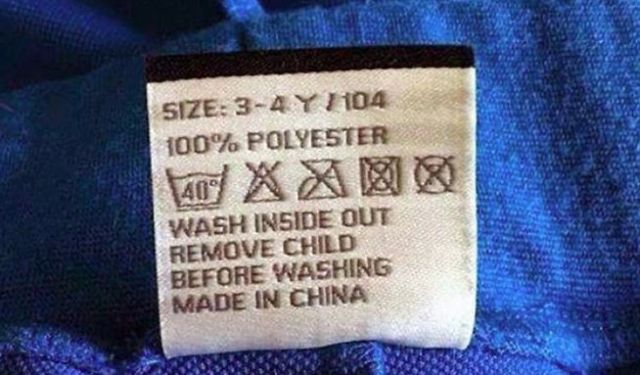 SIZE: 3-4 Y / 104
100% POLYESTER
40°
WASH INSIDE OUT
REMOVE CHILD
BEFORE WASHING
MADE IN CHINA